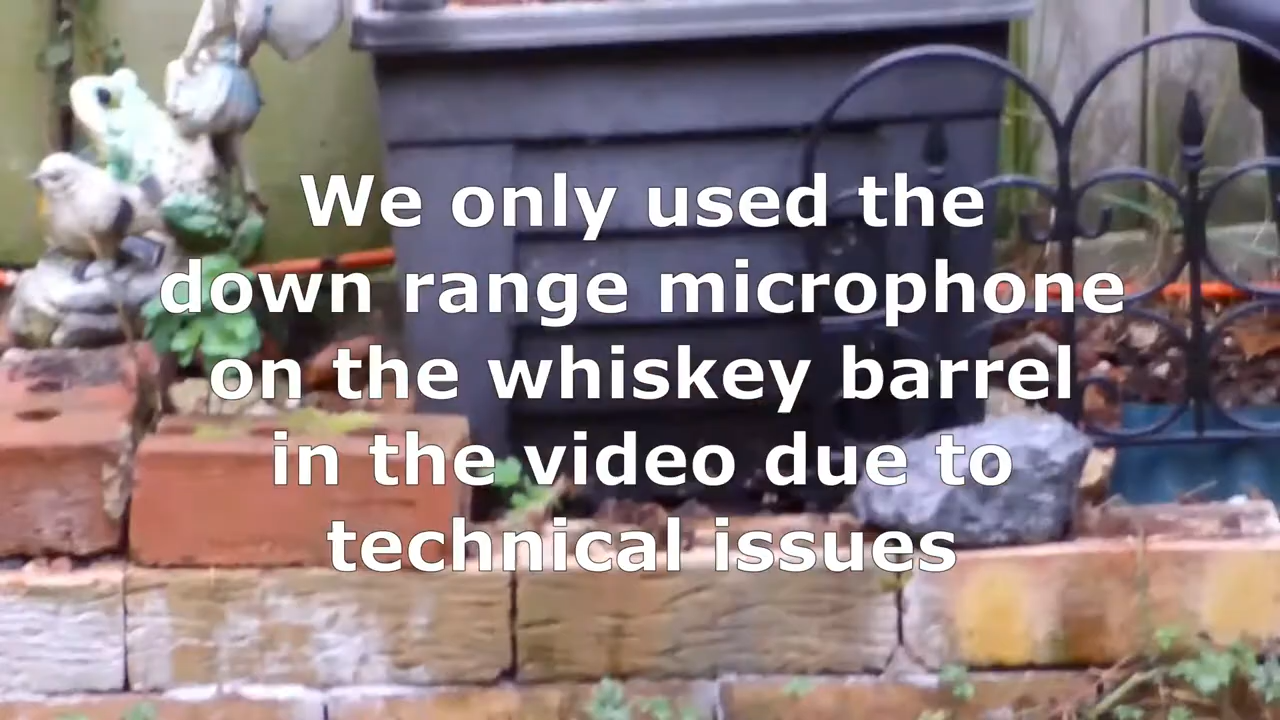 We only used the
down range microphone
on the whiskey barrel
in the video due to
technical issues